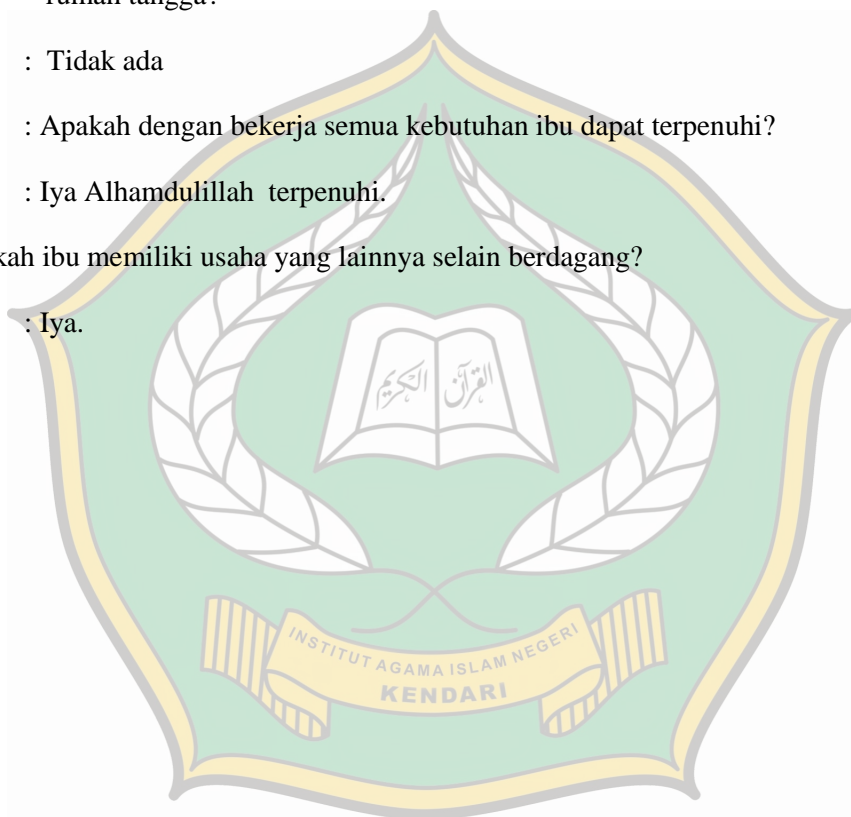 rumah tangga?
: Tidak ada
: Apakah dengan bekerja semua kebutuhan ibu dapat terpenuhi?
: Iya Alhamdulillah terpenuhi.
kah ibu memiliki usaha yang lainnya selain berdagang?
: Iya.
القرآن الكريم
INSTITUT AGAMA ISLAM NEGERI
KENDARI